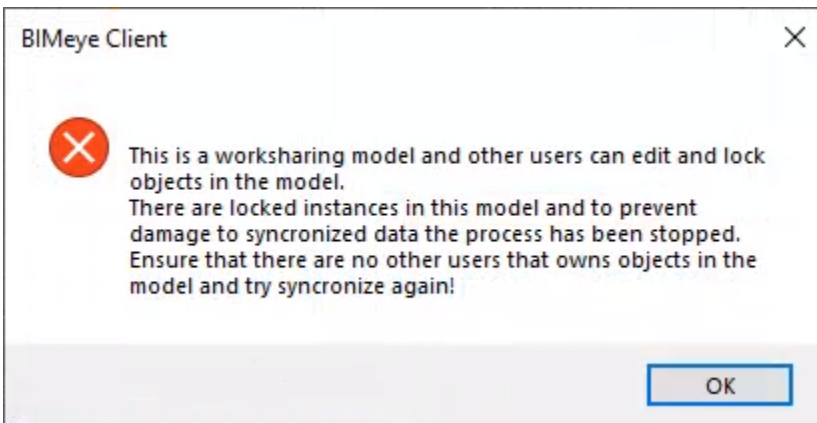 BIMeye Client
This is a worksharing model and other users can edit and lock
objects in the model.
There are locked instances in this model and to prevent
damage to syncronized data the process has been stopped.
Ensure that there are no other users that owns objects in the
model and try syncronize again!
OK